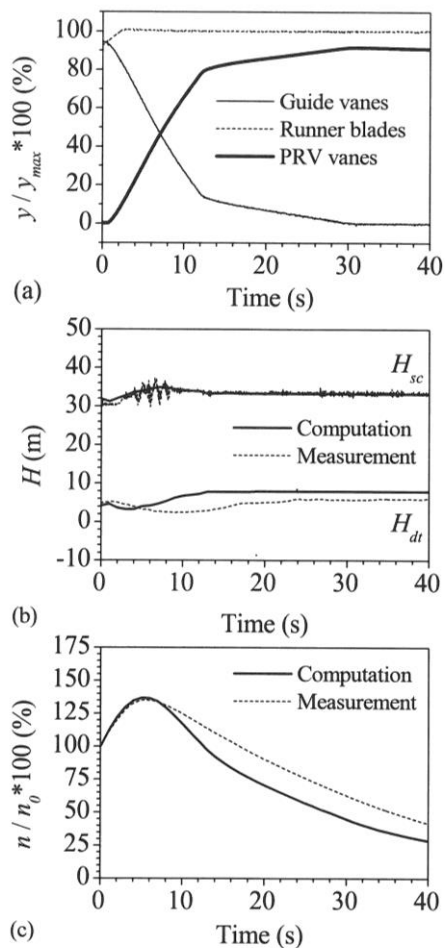 100
80
60
40
20
0
y / y_max*100 (%)
Guide vanes
Runner blades
PRV vanes
0 10 20 30 40
(a)
Time (s)
50
40
30
20
10
0
-10
H (m)
H_sc
Computation
Measurement
H_dt
0 10 20 30 40
(b)
Time (s)
175
150
125
100
75
50
25
0
n / n_0*100 (%)
Computation
Measurement
0 10 20 30 40
(c)
Time (s)